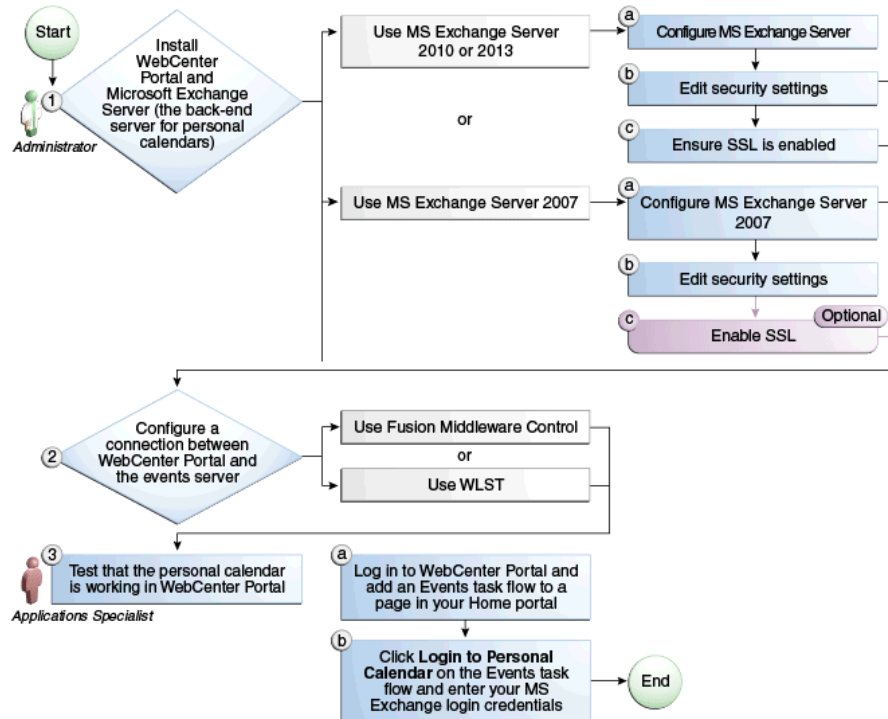 Start
1
Install
WebCenter
Portal and
Microsoft Exchange
Server (the back-end
server for personal
calendars)
Administrator
Use MS Exchange Server
2010 or 2013
or
Use MS Exchange Server 2007
a
Configure MS Exchange Server
b
Edit security settings
c
Ensure SSL is enabled
a
Configure MS Exchange Server
2007
b
Edit security settings
c
Optional
Enable SSL
2
Configure a
connection between
WebCenter Portal and
the events server
Use Fusion Middleware Control
or
Use WLST
3
Test that the personal calendar
is working in WebCenter Portal
Applications Specialist
a
Log in to WebCenter Portal and
add an Events task flow to a
page in your Home portal
b
Click Login to Personal
Calendar on the Events task
flow and enter your MS
Exchange login credentials
End